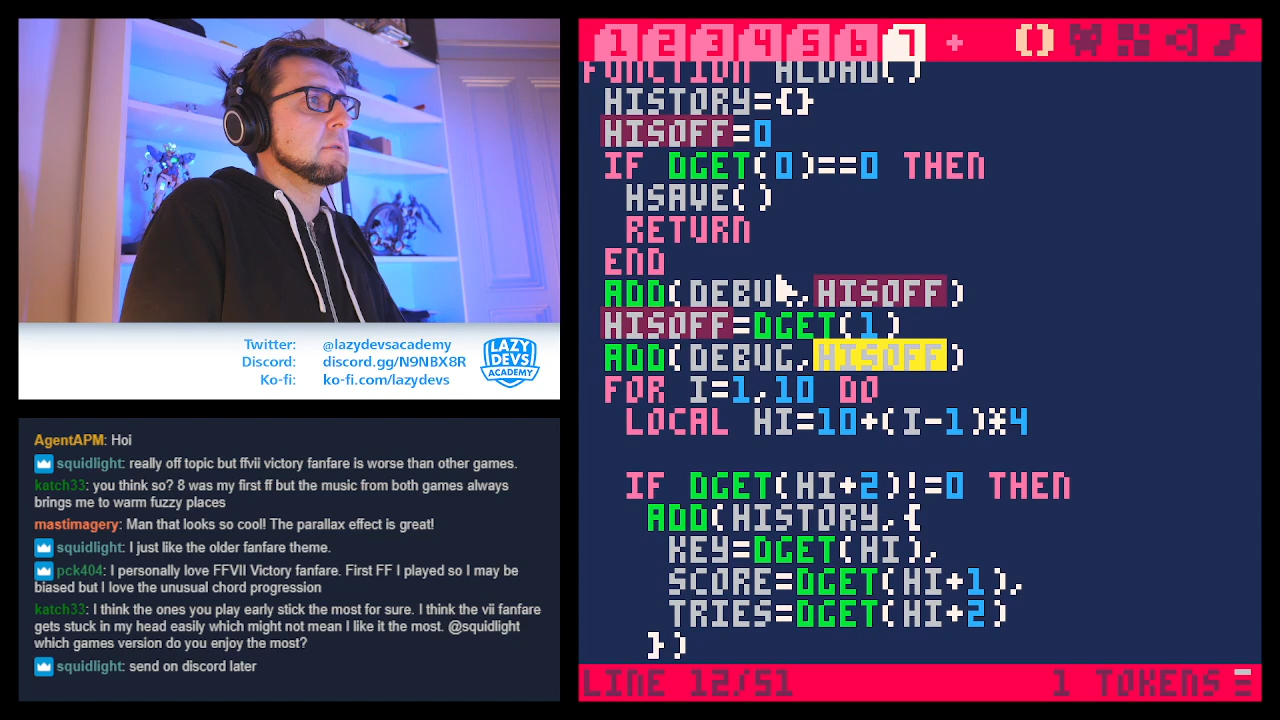 Twitter: @lazydevsacademy
Discord: discord.gg/N9NBX8R
Ko-fi: ko-fi.com/lazydevs
LAZY
DEVS
ACADEMY
AgentAPM: Hoi
squidlight: really off topic but ffvii victory fanfare is worse than other games.
katch33: you think so? 8 was my first ff but the music from both games always
brings me to warm fuzzy places
mastimagery: Man that looks so cool! The parallax effect is great!
squidlight: I just like the older fanfare theme.
pck404: I personally love FFVII Victory fanfare. First FF I played so I may be
biased but I love the unusual chord progression
katch33: I think the ones you play early stick the most for sure. I think the vii fanfare
gets stuck in my head easily which might not mean I like it the most. @squidlight
which games version do you enjoy the most?
squidlight: send on discord later
1 2 3 4 5 6 7 +
FUNCTION HLOAD()
HISTORY={}
HISOFF=0
IF DGET(0)==0 THEN
HSAVE()
RETURN
END
ADD(DEBUG,HISOFF)
HISOFF=DGET(1)
ADD(DEBUG,HISOFF)
FOR I=1,10 DO
LOCAL HI=10+(I-1)*4
IF DGET(HI+2)!=0 THEN
ADD(HISTORY,{
KEY=DGET(HI),
SCORE=DGET(HI+1),
TRIES=DGET(HI+2)
})
LINE 12/51 1 TOKENS